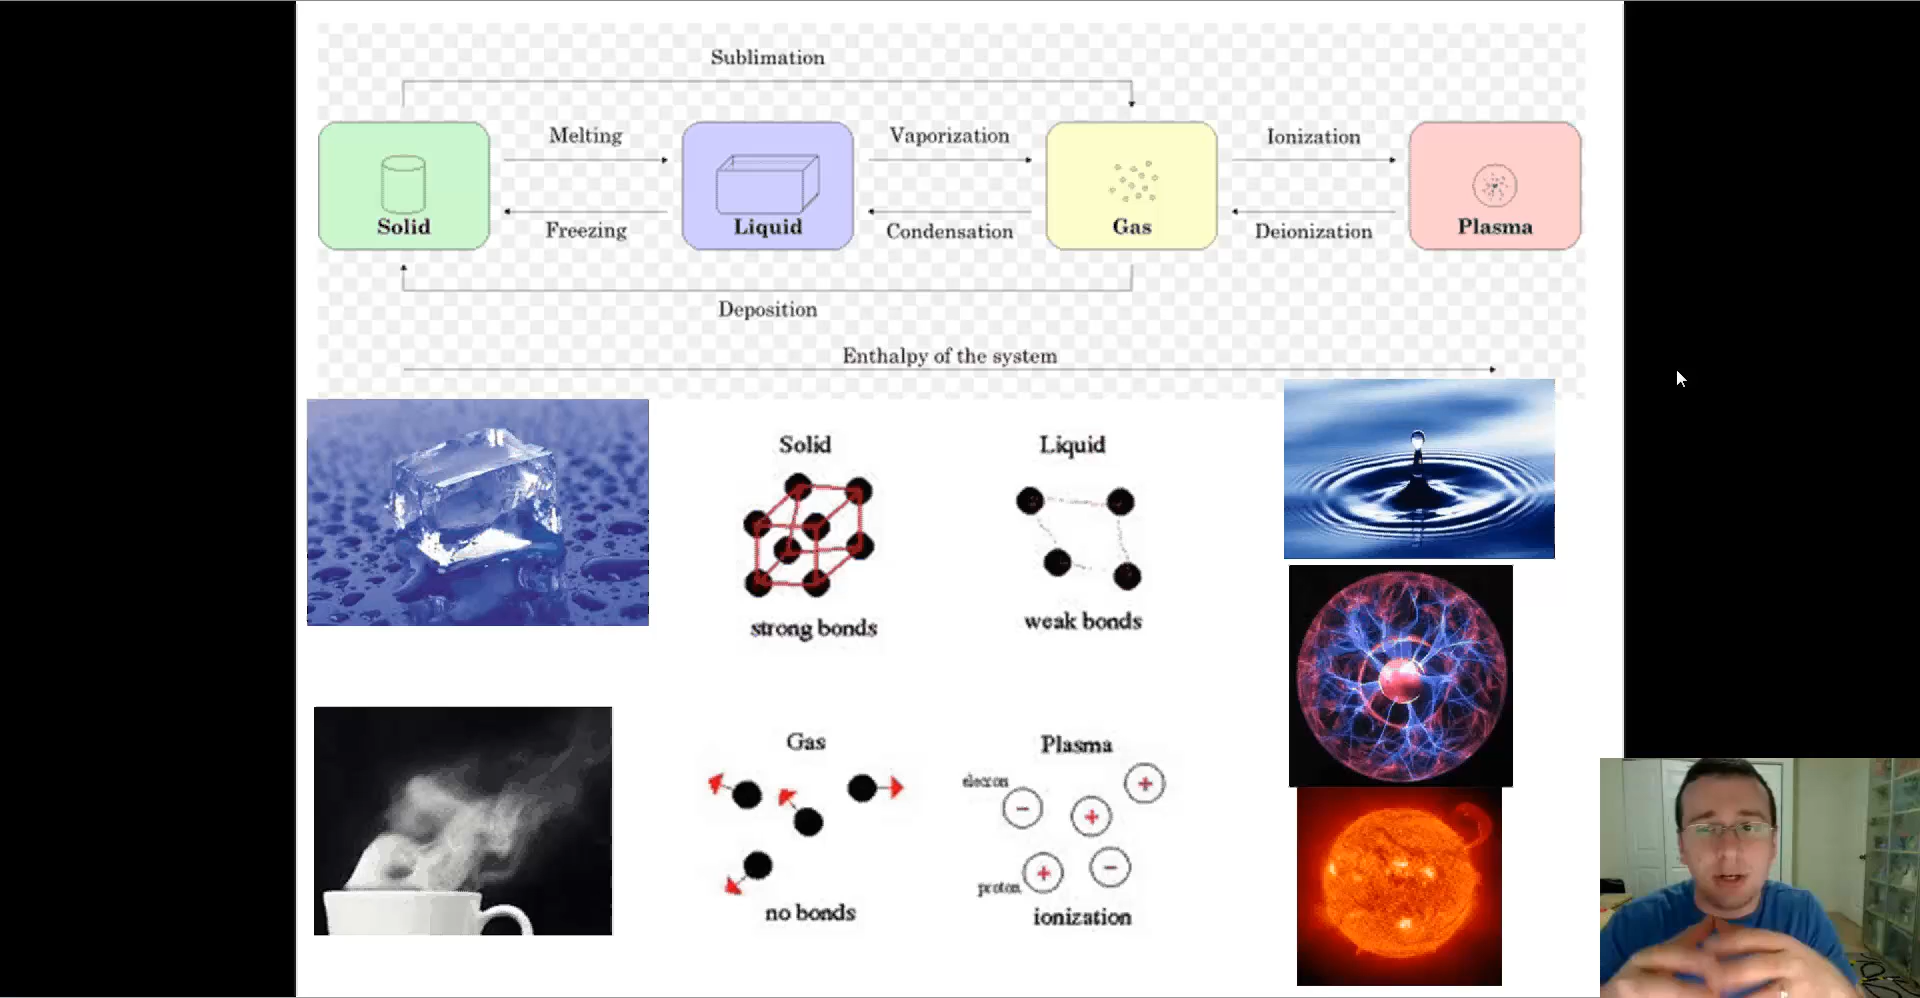 Sublimation
Melting
Vaporization
Ionization
Solid
Liquid
Gas
Plasma
Freezing
Condensation
Deionization
Deposition
Enthalpy of the system
Solid
Liquid
strong bonds
weak bonds
Gas
Plasma
electron
-
+
+
proton
+
-
no bonds
ionization